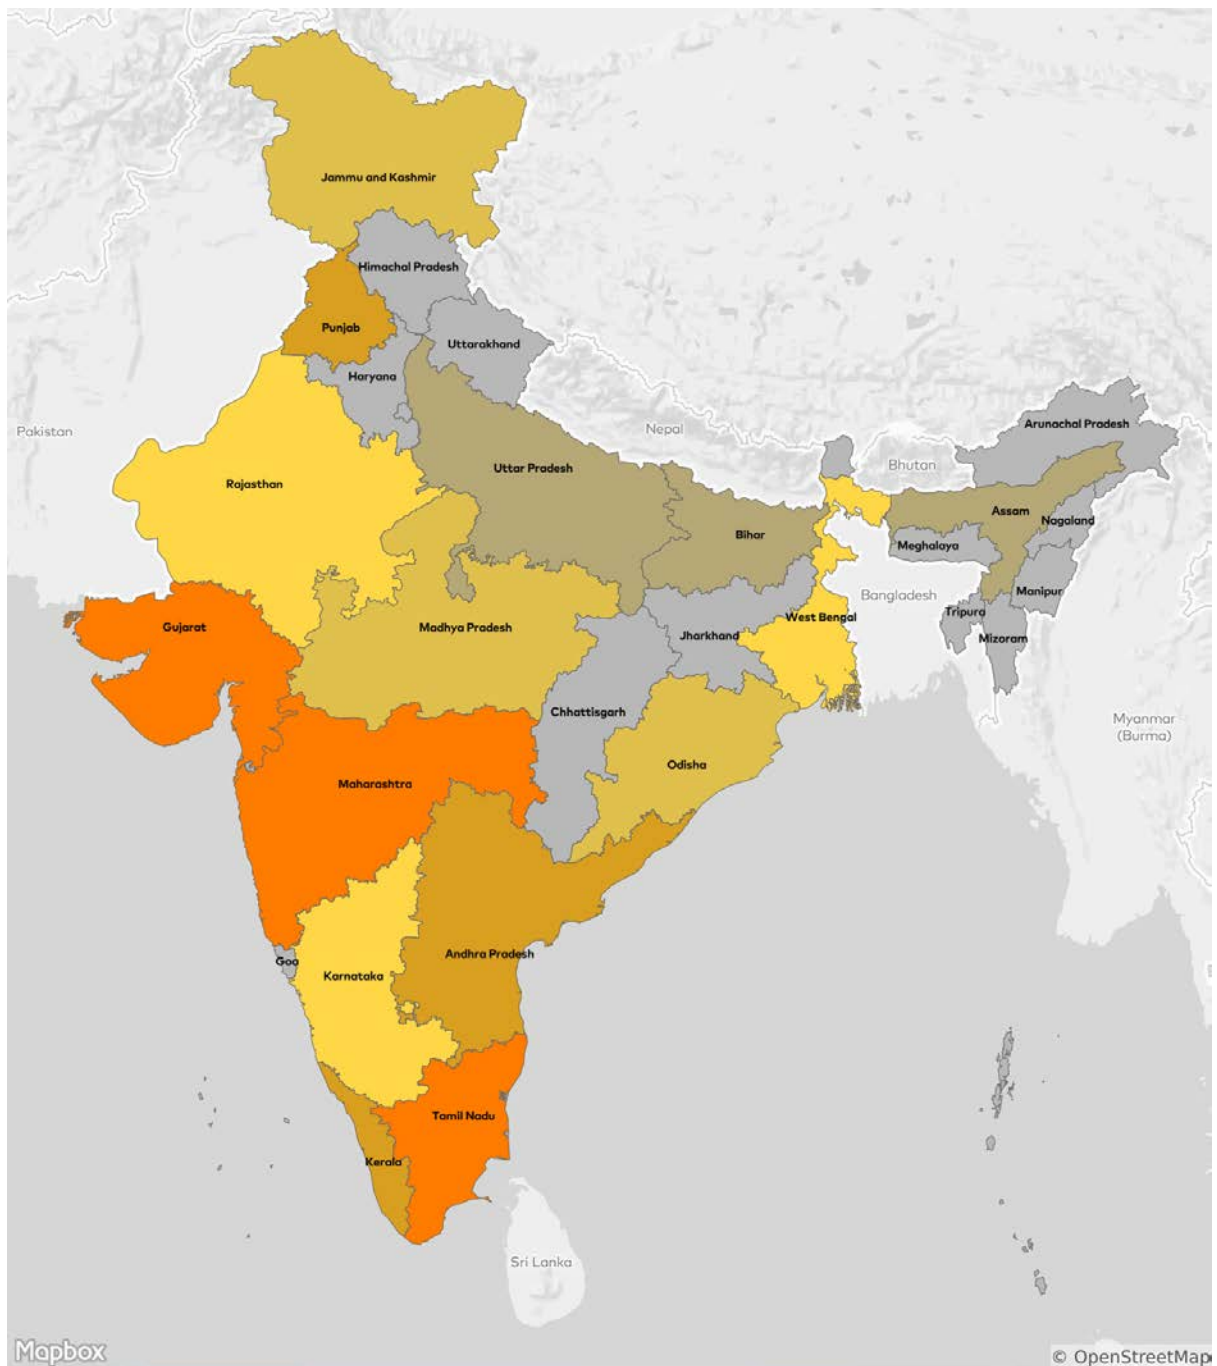 Jammu and Kashmir
Himachal Pradesh
Punjab
Uttarakhand
Haryana
Pakistan
Nepal
Arunachal Pradesh
Bhutan
Uttar Pradesh
Rajasthan
Assam
Nagaland
Bihar
Meghalaya
Manipur
Bangladesh
Tripura
West Bengal
Gujarat
Madhya Pradesh
Jharkhand
Mizoram
Chhattisgarh
Myanmar
(Burma)
Odisha
Maharashtra
Andhra Pradesh
Goa
Karnataka
Tamil Nadu
Kerala
Sri Lanka
Mapbox
© OpenStreetMap